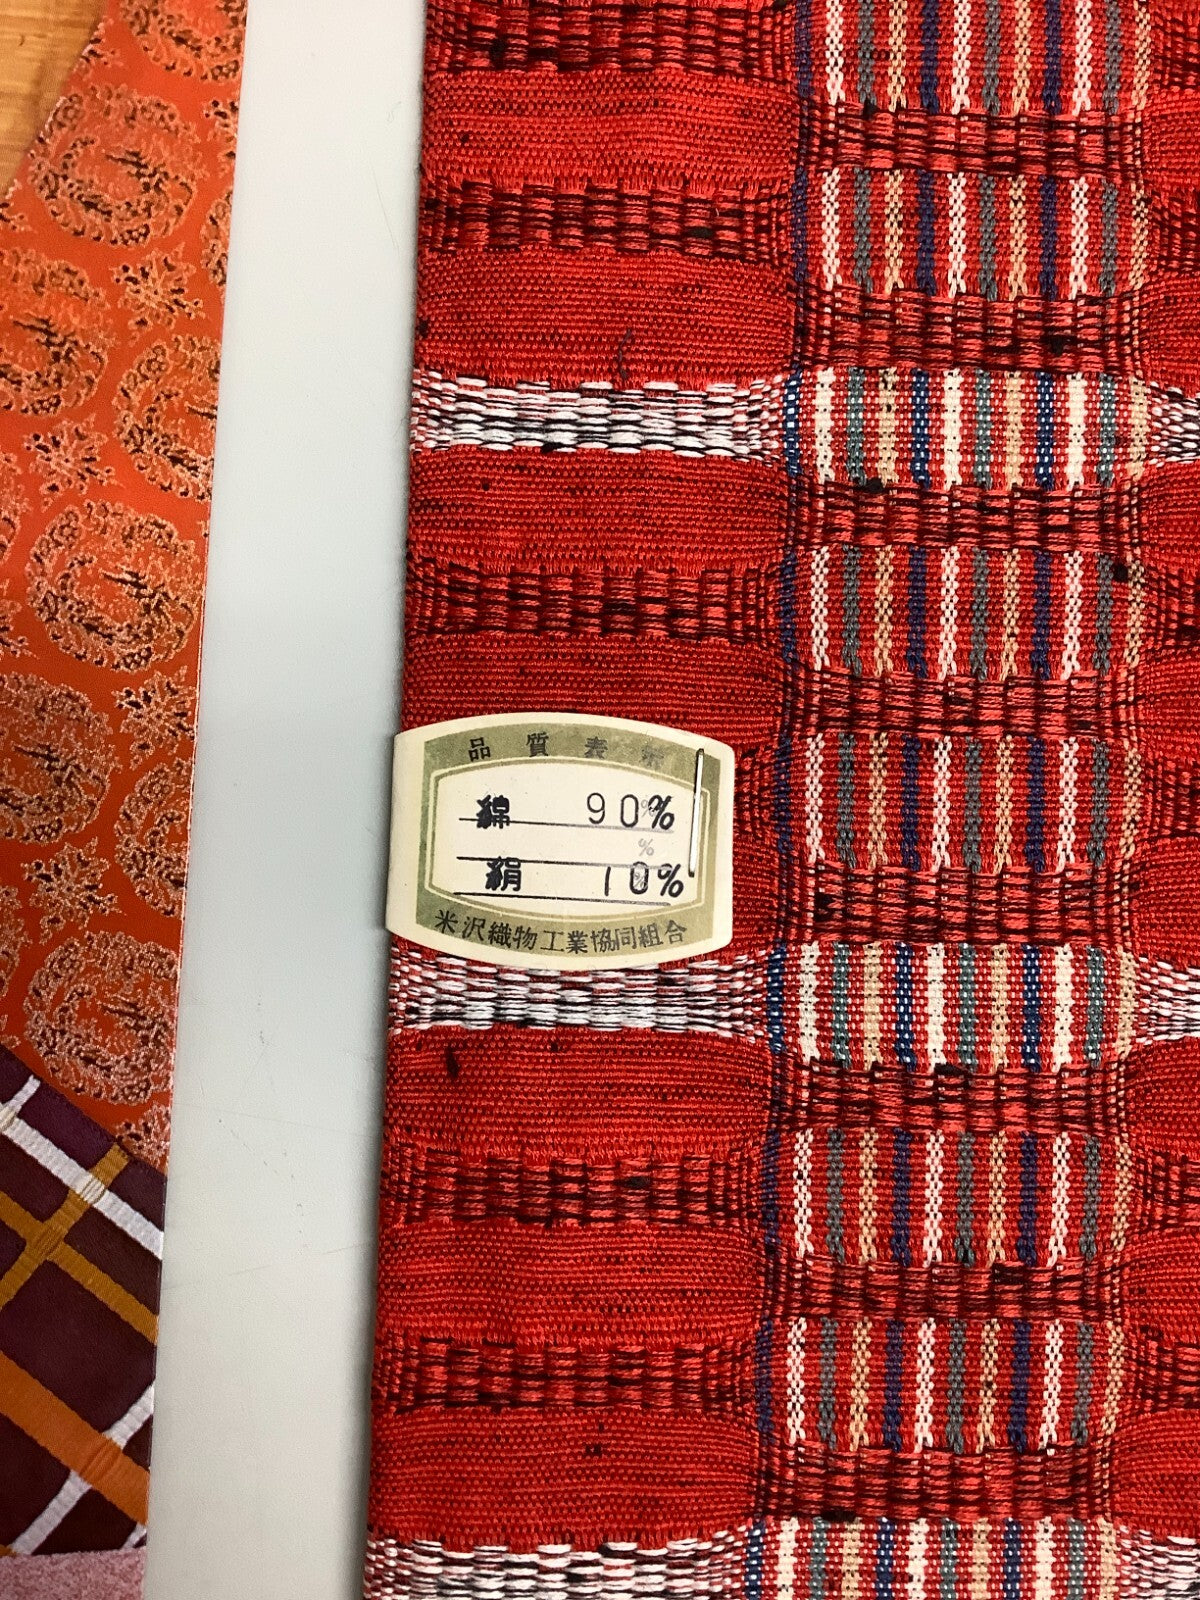 品質表示
綿 90%
%
絹 10%
米沢織物工業協同組合